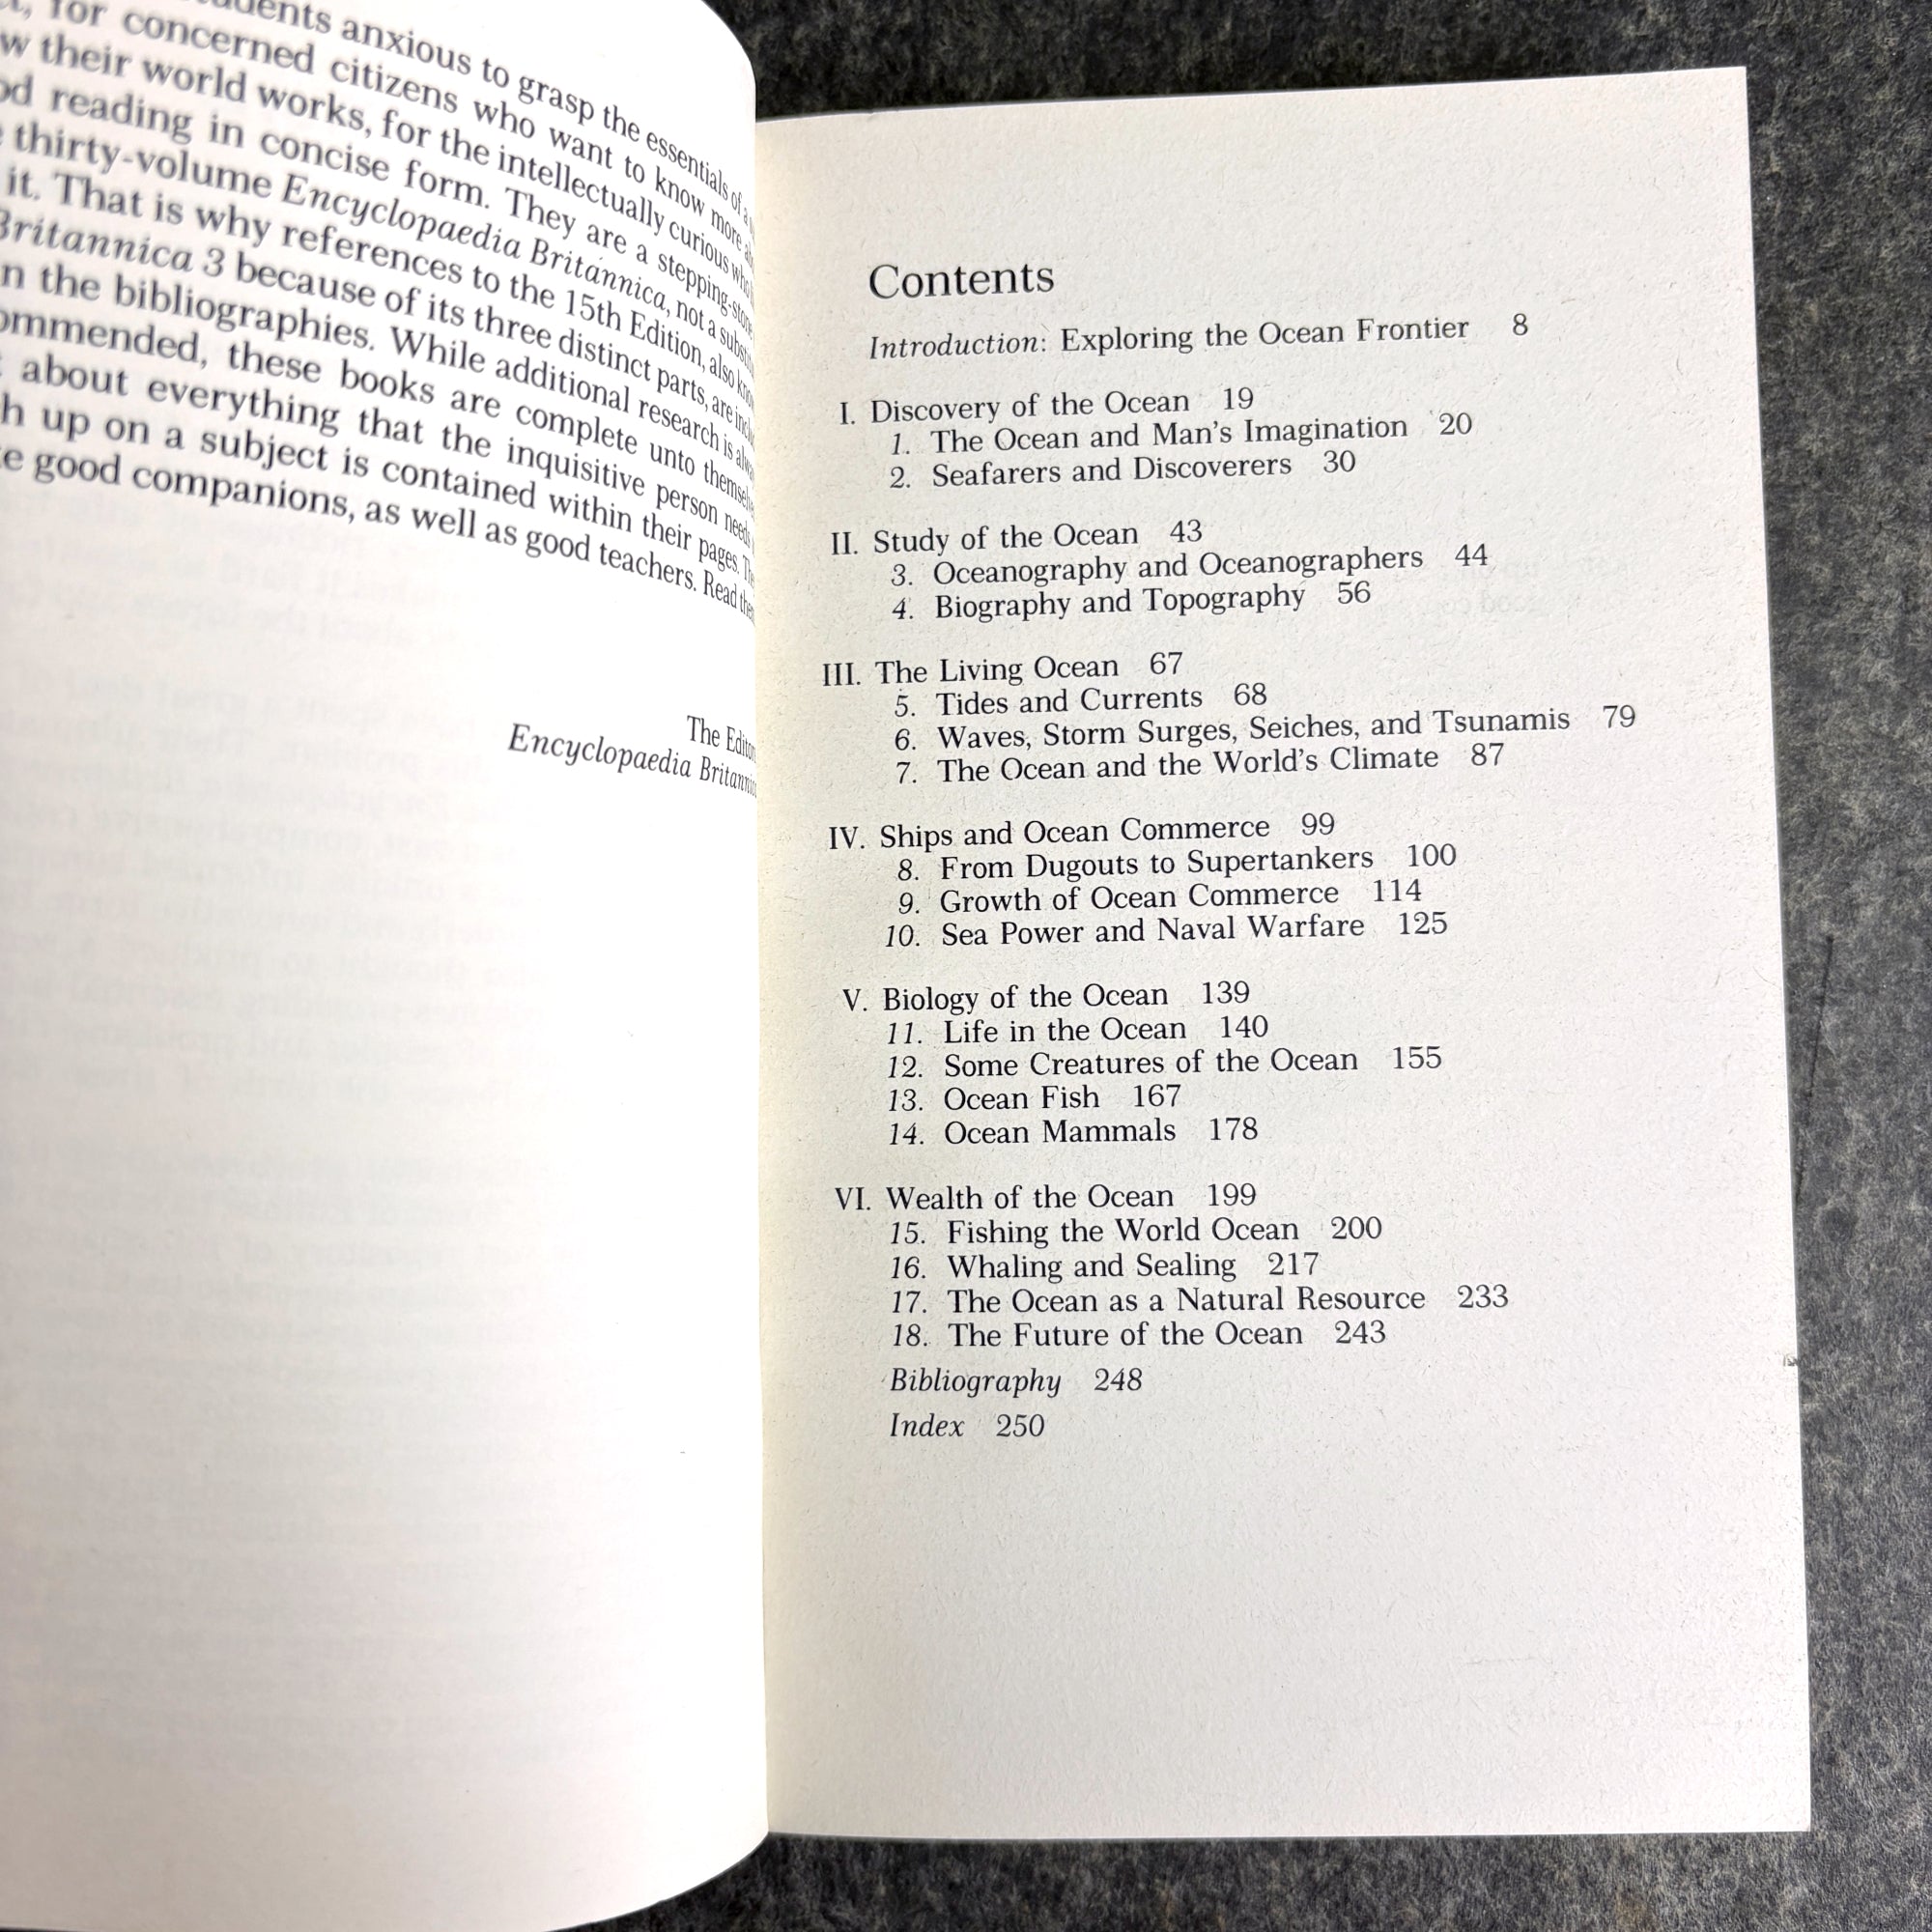 students anxious to grasp the essentials of a
for concerned citizens who want to know more
their world works, for the intellectually curious who
reading in concise form. They are a stepping-stone
thirty-volume Encyclopaedia Britannica, not a
it. That is why references to the 15th Edition, also
Britannica 3 because of its three distinct parts, are
the bibliographies. While additional research is
these books are complete unto
about everything that the inquisitive person needs
up on a subject is contained within their pages.
good companions, as well as good teachers. Read
The
Encyclopaedia
Contents
Introduction: Exploring the Ocean Frontier 8
I. Discovery of the Ocean 19
1. The Ocean and Man's Imagination 20
2. Seafarers and Discoverers 30
II. Study of the Ocean 43
3. Oceanography and Oceanographers 44
4. Biography and Topography 56
III. The Living Ocean 67
5. Tides and Currents 68
6. Waves, Storm Surges, Seiches, and Tsunamis 79
7. The Ocean and the World's Climate 87
IV. Ships and Ocean Commerce 99
8. From Dugouts to Supertankers 100
9. Growth of Ocean Commerce 114
10. Sea Power and Naval Warfare 125
V. Biology of the Ocean 139
11. Life in the Ocean 140
12. Some Creatures of the Ocean 155
13. Ocean Fish 167
14. Ocean Mammals 178
VI. Wealth of the Ocean 199
15. Fishing the World Ocean 200
16. Whaling and Sealing 217
17. The Ocean as a Natural Resource 233
18. The Future of the Ocean 243
Bibliography 248
Index 250